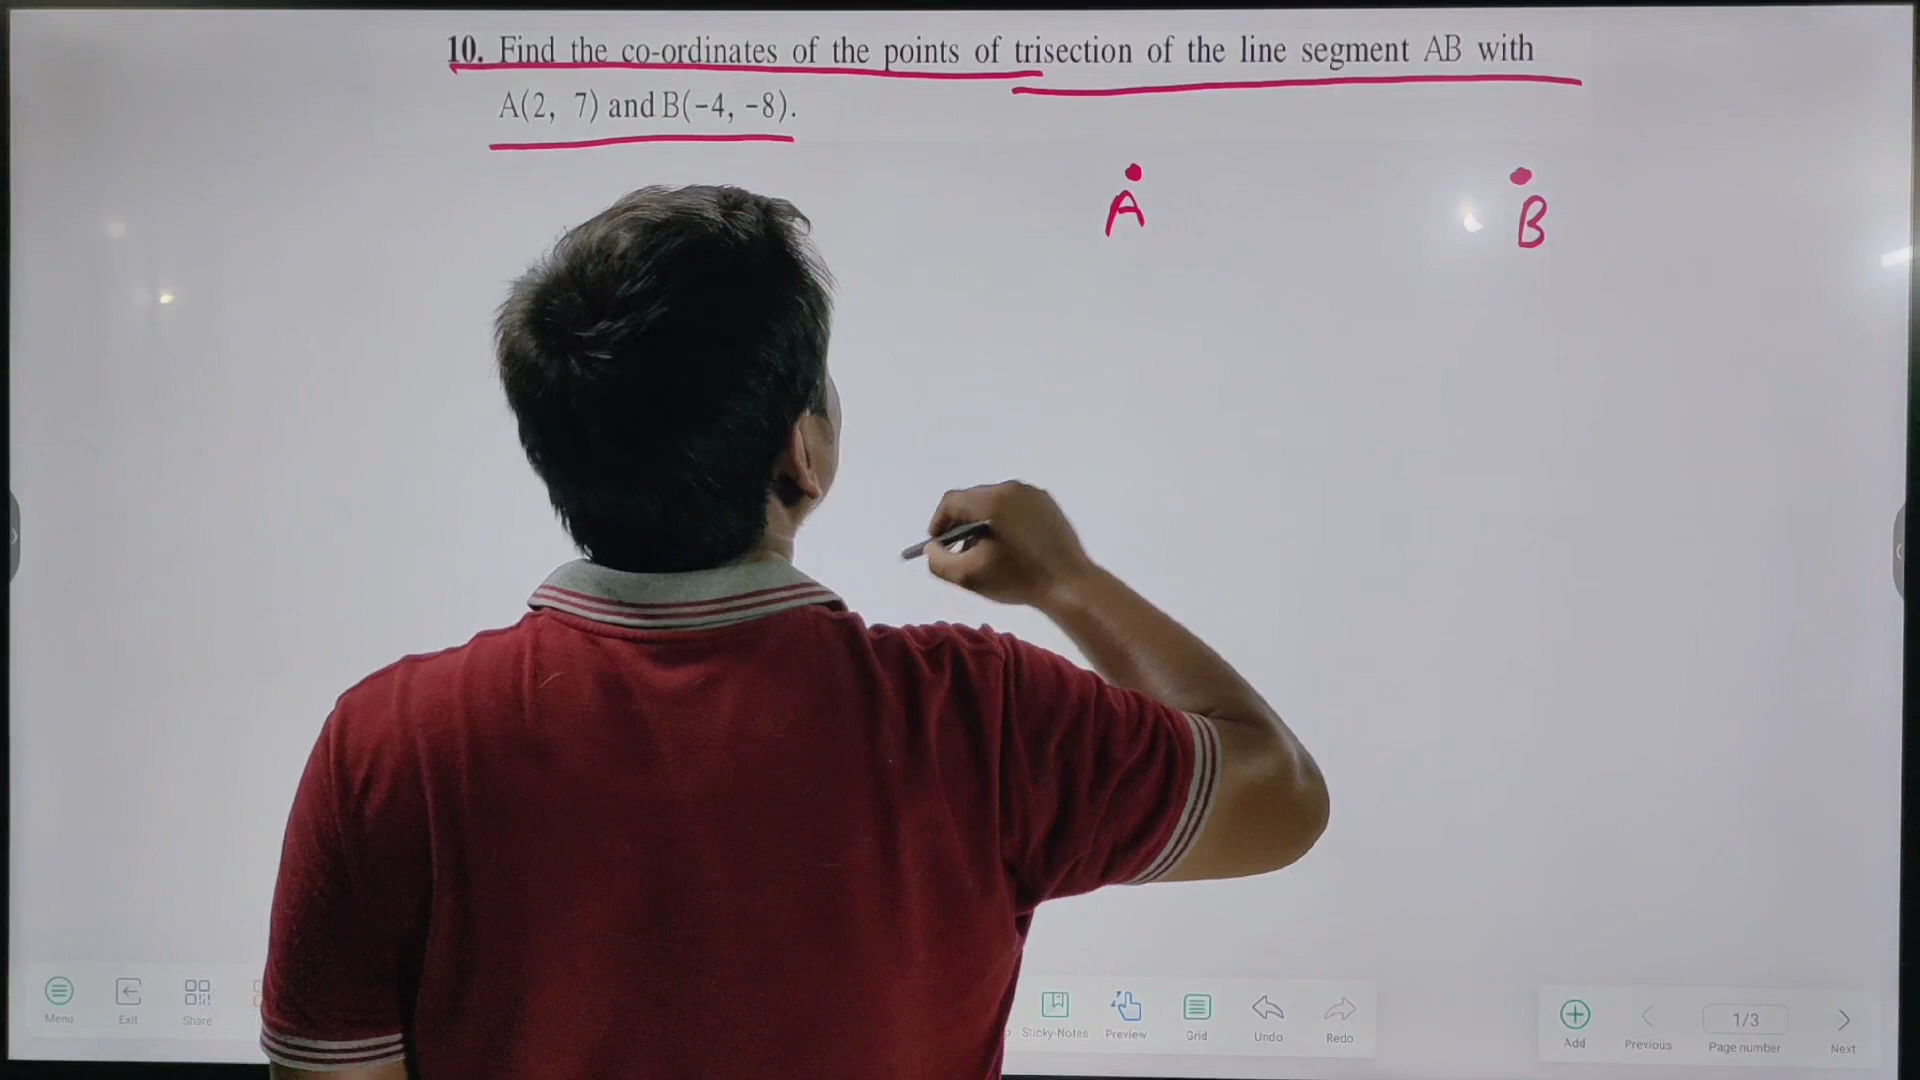 10. Find the co-ordinates of the points of trisection of the line segment AB with
A(2, 7) and B(-4, -8).
A
B
Menu
Exit
Share
Sticky-Notes
Preview
Grid
Undo
Redo
Add
Previous
1/3
Page number
Next